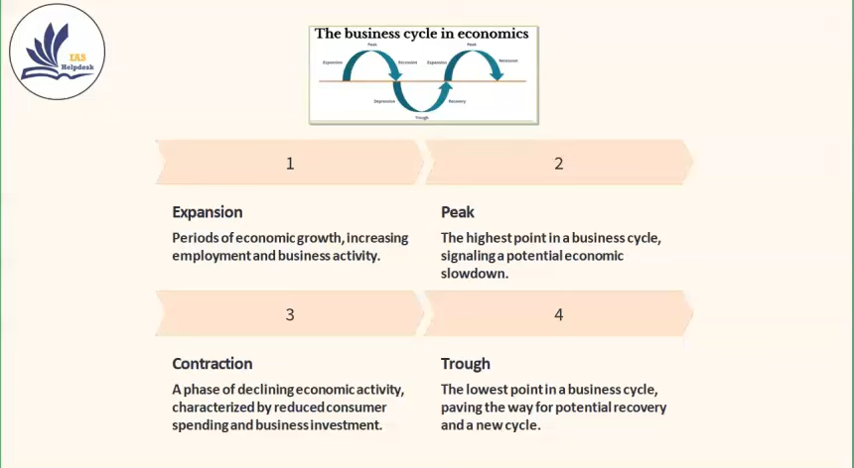 IAS
Helpdesk
The business cycle in economics
Peak
Peak
Expansion
Recession
Expansion
Recession
Depression
Recovery
Trough
1
2
Expansion
Peak
Periods of economic growth, increasing
employment and business activity.
The highest point in a business cycle,
signaling a potential economic
slowdown.
3
4
Contraction
Trough
A phase of declining economic activity,
characterized by reduced consumer
spending and business investment.
The lowest point in a business cycle,
paving the way for potential recovery
and a new cycle.